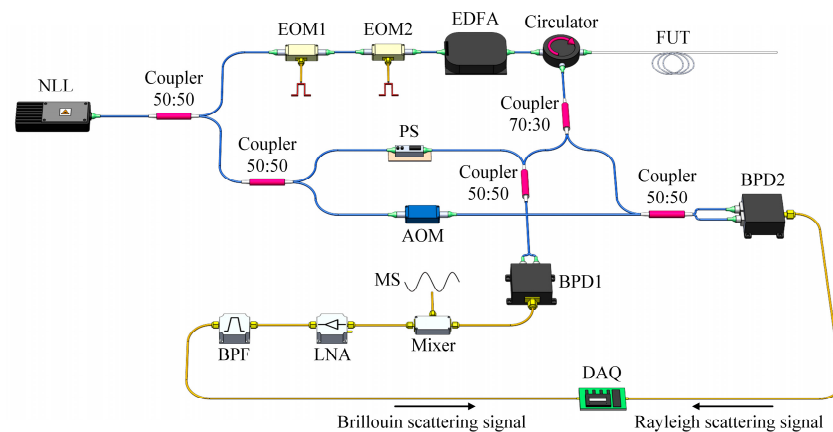 EOM1
EOM2
EDFA
Circulator
FUT
NLL
Coupler
50:50
Coupler
70:30
PS
Coupler
50:50
50:50
Coupler
50:50
BPD2
AOM
MS
BPD1
BPF
LNA
Mixer
DAQ
Brillouin scattering signal
Rayleigh scattering signal